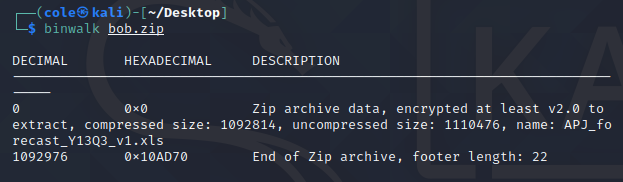 ┌──(cole㉿kali)-[~/Desktop]
└─$ binwalk bob.zip
DECIMAL       HEXADECIMAL     DESCRIPTION
--------------------------------------------------------------------------------
0             0x0             Zip archive data, encrypted at least v2.0 to
extract, compressed size: 1092814, uncompressed size: 1110476, name: APJ_fo
recast_Y13Q3_v1.xls
1092976       0x10AD70        End of Zip archive, footer length: 22